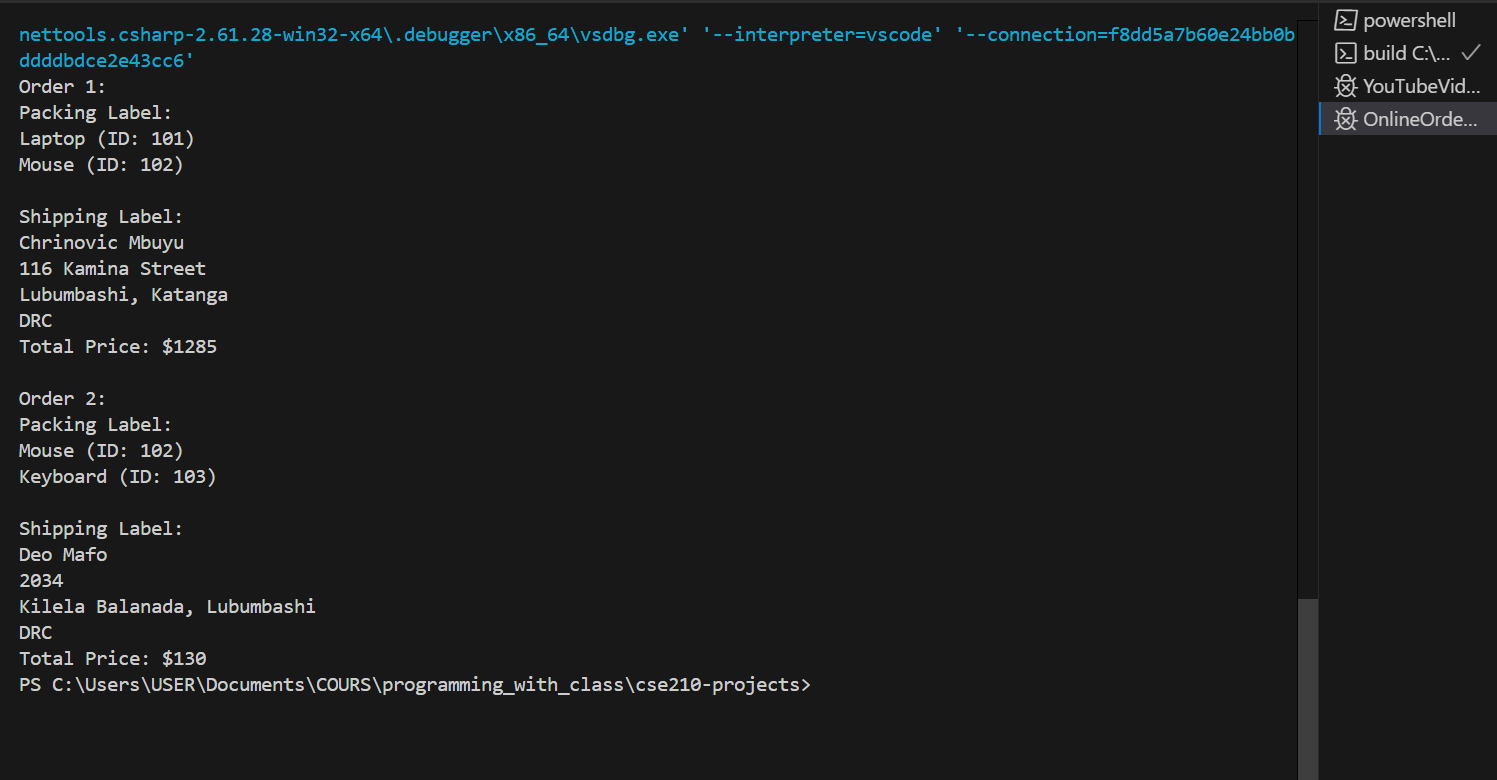 nettools.csharp-2.61.28-win32-x64\.debugger\x86_64\vsdbg.exe' '--interpreter=vscode' '--connection=f8dd5a7b60e24bb0b
ddddbdce2e43cc6'
Order 1:
Packing Label:
Laptop (ID: 101)
Mouse (ID: 102)

Shipping Label:
Chrinovic Mbuyu
116 Kamina Street
Lubumbashi, Katanga
DRC
Total Price: $1285

Order 2:
Packing Label:
Mouse (ID: 102)
Keyboard (ID: 103)

Shipping Label:
Deo Mafo
2034
Kilela Balanada, Lubumbashi
DRC
Total Price: $130
PS C:\Users\USER\Documents\COURS\programming_with_class\cse210-projects>
powershell
build C:\...
YouTubeVid...
OnlineOrde...